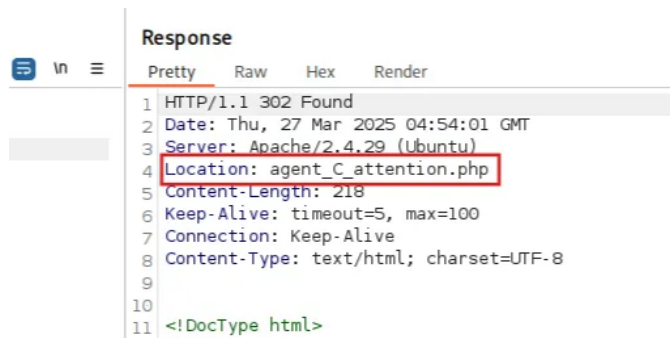 Response
\n
Pretty Raw Hex Render
1 HTTP/1.1 302 Found
2 Date: Thu, 27 Mar 2025 04:54:01 GMT
3 Server: Apache/2.4.29 (Ubuntu)
4 Location: agent_C_attention.php
5 Content-Length: 218
6 Keep-Alive: timeout=5, max=100
7 Connection: Keep-Alive
8 Content-Type: text/html; charset=UTF-8
9
10
11 <!DocType html>